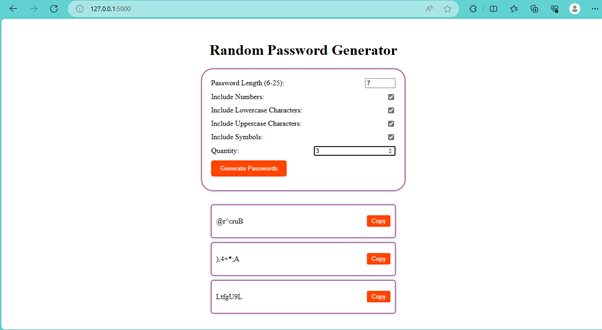 127.0.0.1:5000
Random Password Generator
Password Length (6-25): 7
Include Numbers:
Include Lowercase Characters:
Include Uppercase Characters:
Include Symbols:
Quantity: 3
Generate Passwords
@r^cruB Copy
),4+*;A Copy
LtfgU9L Copy